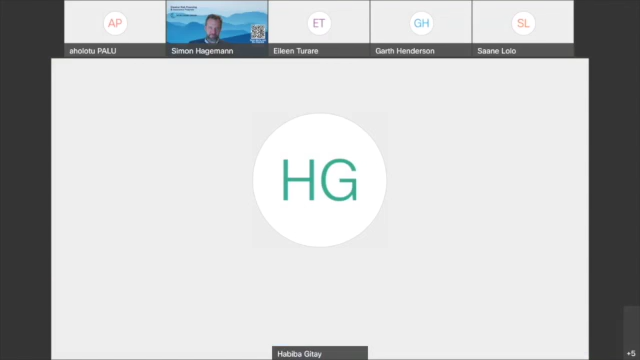 AP
ET
GH
SL
aholotu PALU
Simon Hagemann
Eileen Turare
Garth Henderson
Saane Lolo
HG
Habiba Gitay
+5